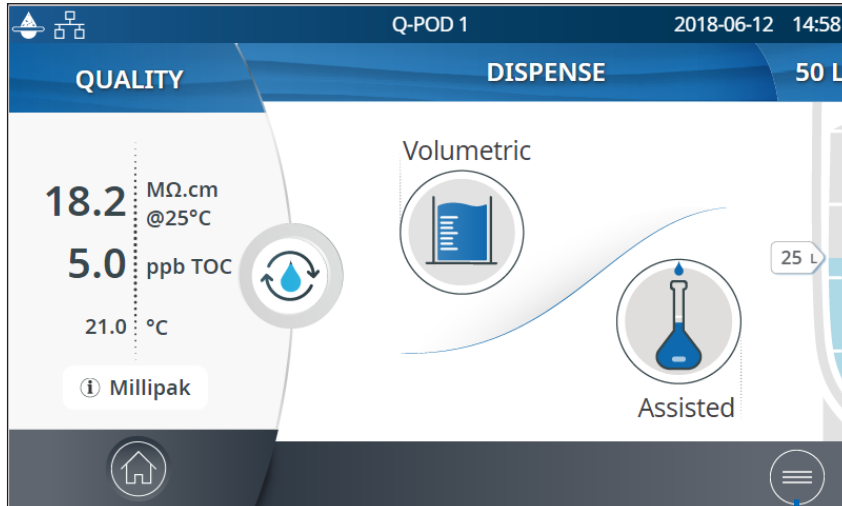 Q-POD 1
2018-06-12 14:58
QUALITY
DISPENSE
50 L
18.2 MΩ.cm
@25°C
5.0 ppb TOC
21.0 °C
i Millipak
Volumetric
Assisted
25 L